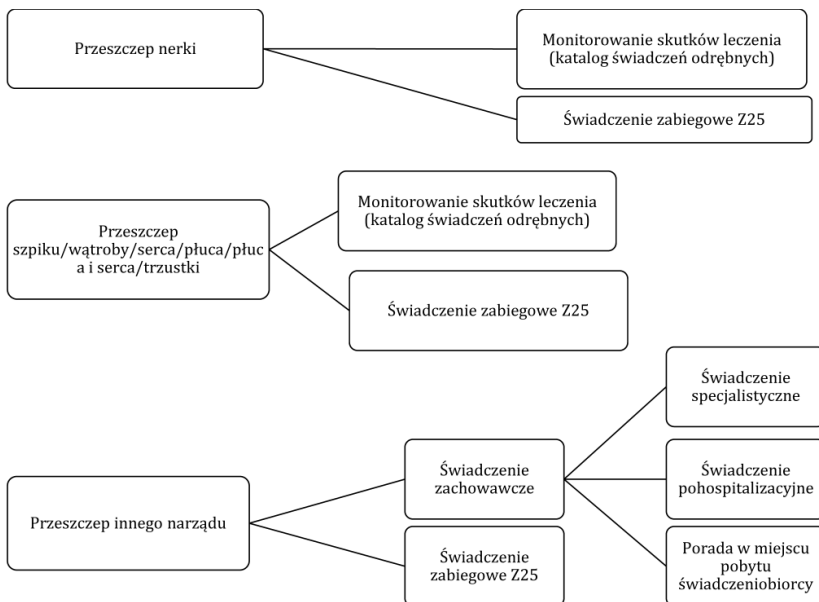 Przeszczep nerki
Monitorowanie skutków leczenia
(katalog świadczeń odrębnych)
Świadczenie zabiegowe Z25
Przeszczep
szpiku/wątroby/serca/płuca/płuc
a i serca/trzustki
Monitorowanie skutków leczenia
(katalog świadczeń odrębnych)
Świadczenie zabiegowe Z25
Przeszczep innego narządu
Świadczenie
zachowawcze
Świadczenie
zabiegowe Z25
Świadczenie
specjalistyczne
Świadczenie
pohospitalizacyjne
Porada w miejscu
pobytu
świadczeniobiorcy